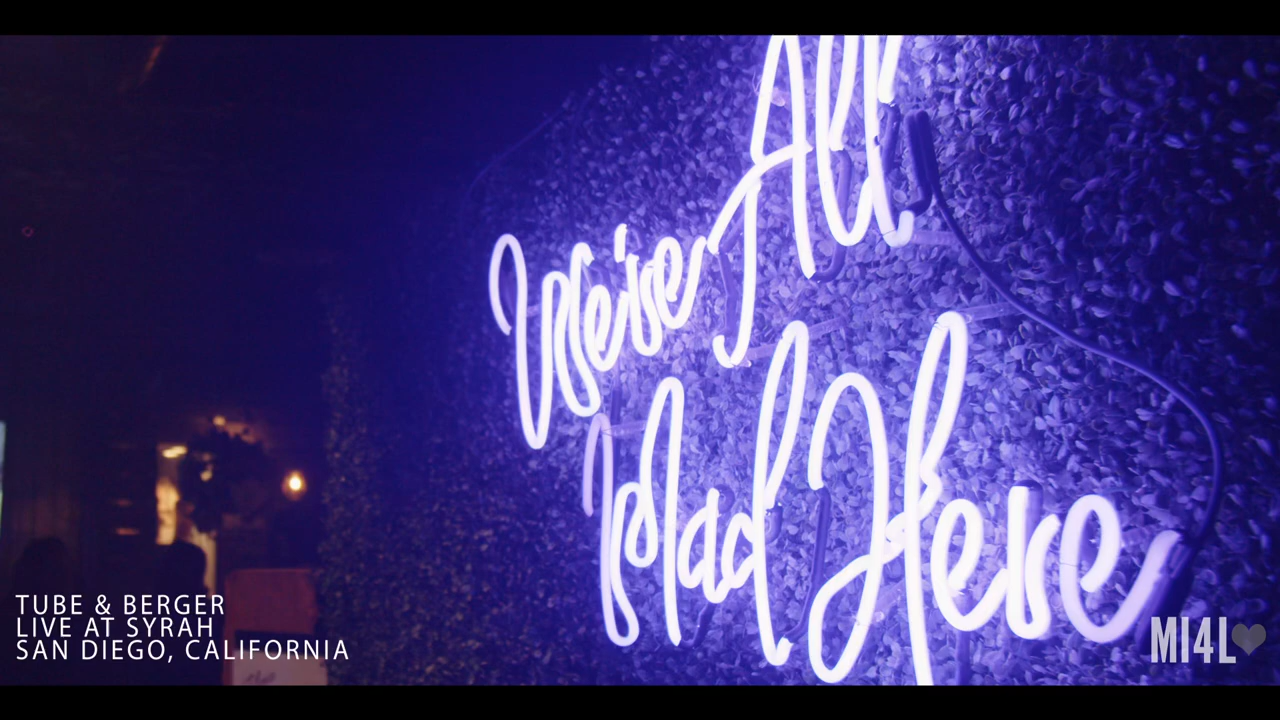 We're All
Mad Here
TUBE & BERGER
LIVE AT SYRAH
SAN DIEGO, CALIFORNIA
MI4L